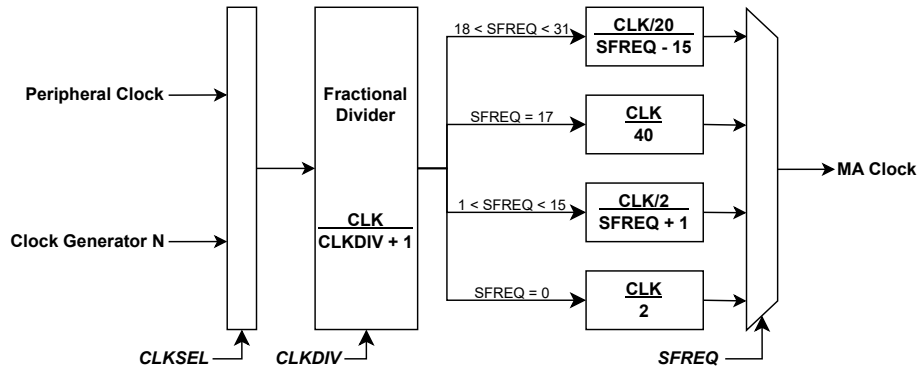 18 < SFREQ < 31
CLK/20
SFREQ - 15
Peripheral Clock
Fractional
Divider
SFREQ = 17
CLK
40
MA Clock
CLK
CLKDIV + 1
1 < SFREQ < 15
CLK/2
SFREQ + 1
Clock Generator N
SFREQ = 0
CLK
2
CLKSEL
CLKDIV
SFREQ